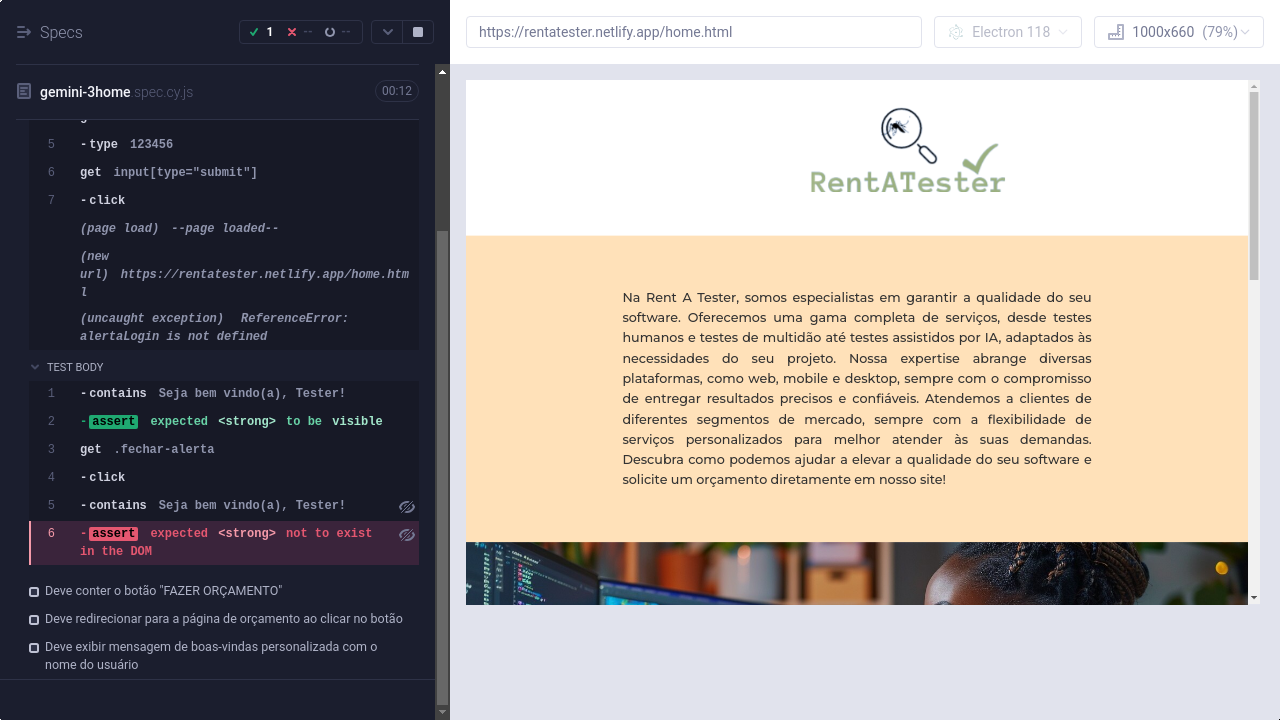 Specs
1 -- --
https://rentatester.netlify.app/home.html
Electron 118
1000x660 (79%)
gemini-3home.spec.cy.js
00:12
5 -type 123456
6 get input[type="submit"]
7 -click
(page load) --page loaded--
(new
url) https://rentatester.netlify.app/home.htm
l
(uncaught exception) ReferenceError:
alertaLogin is not defined
TEST BODY
1 -contains Seja bem vindo(a), Tester!
2 -assert expected <strong> to be visible
3 get .fechar-alerta
4 -click
5 -contains Seja bem vindo(a), Tester!
6 -assert expected <strong> not to exist
in the DOM
Deve conter o botão "FAZER ORÇAMENTO"
Deve redirecionar para a página de orçamento ao clicar no botão
Deve exibir mensagem de boas-vindas personalizada com o
nome do usuário
RentATester
Na Rent A Tester, somos especialistas em garantir a qualidade do seu
software. Oferecemos uma gama completa de serviços, desde testes
humanos e testes de multidão até testes assistidos por IA, adaptados às
necessidades do seu projeto. Nossa expertise abrange diversas
plataformas, como web, mobile e desktop, sempre com o compromisso
de entregar resultados precisos e confiáveis. Atendemos a clientes de
diferentes segmentos de mercado, sempre com a flexibilidade de
serviços personalizados para melhor atender às suas demandas.
Descubra como podemos ajudar a elevar a qualidade do seu software e
solicite um orçamento diretamente em nosso site!